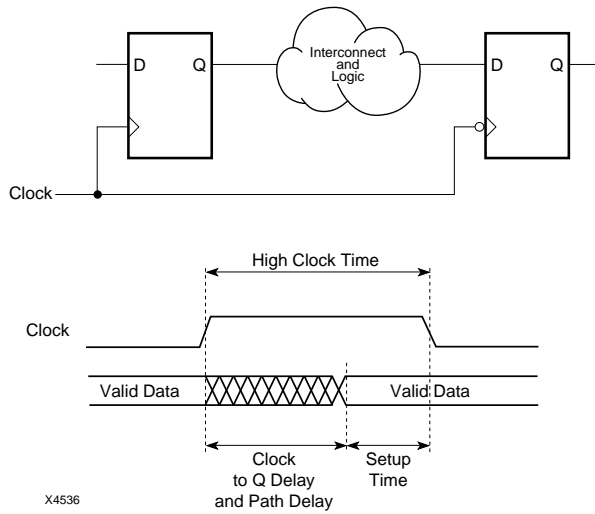 D Q
Interconnect
and
Logic
D Q
Clock
High Clock Time
Clock
Valid Data Valid Data
Clock
to Q Delay
and Path Delay
Setup
Time
X4536